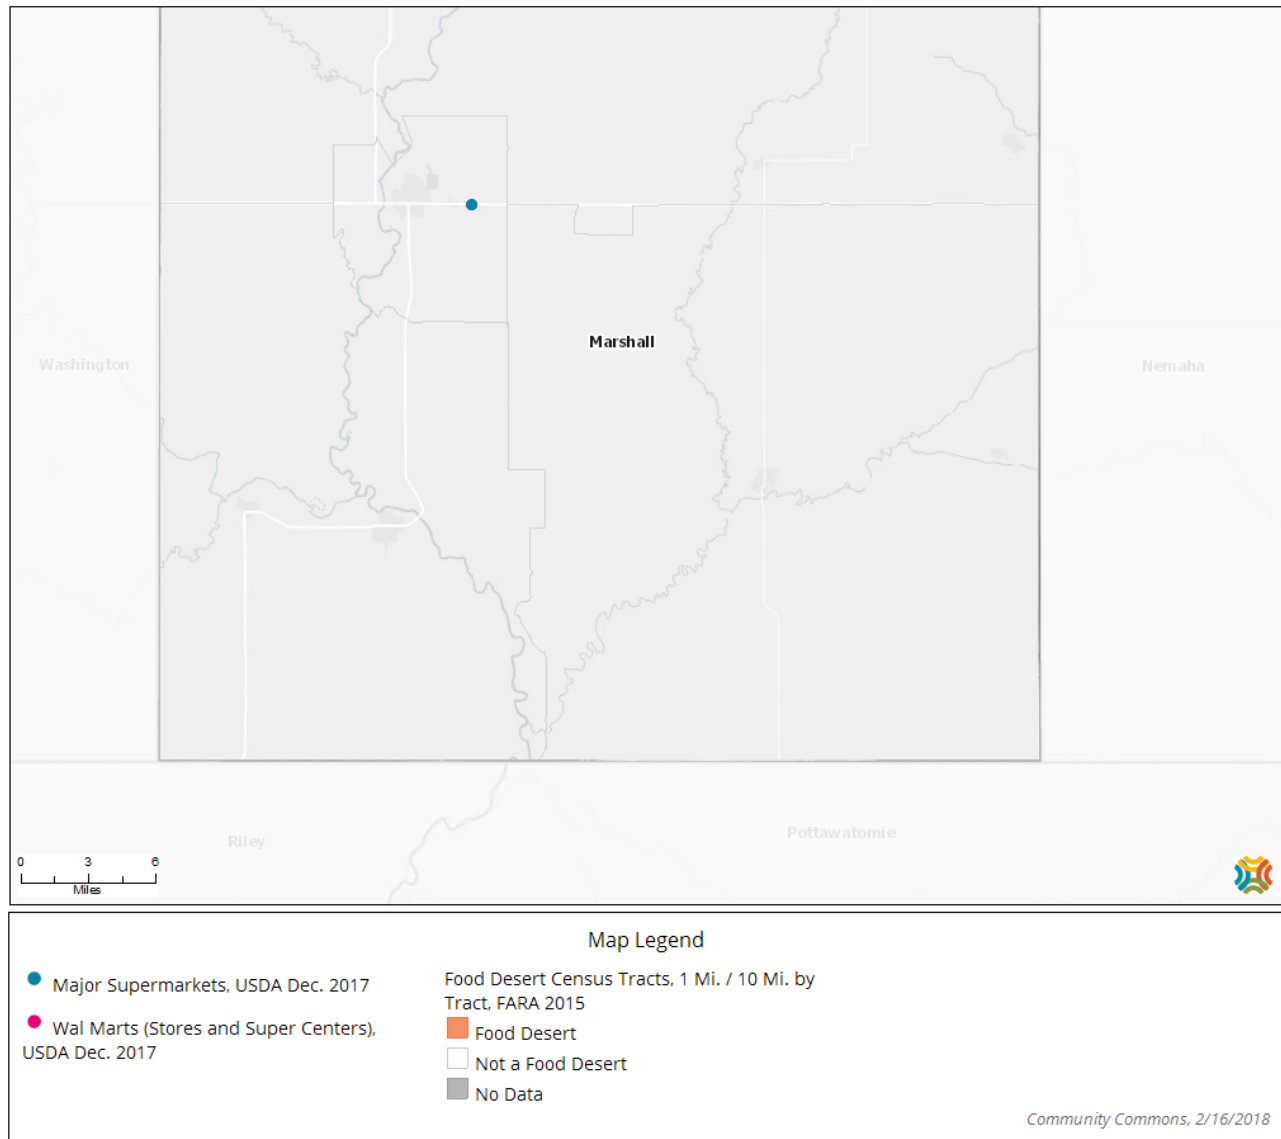 Marshall
Washington
Nemaha
Riley
Pottawatomie
0 3 6
Miles
Map Legend
Major Supermarkets, USDA Dec. 2017
Wal Marts (Stores and Super Centers),
USDA Dec. 2017
Food Desert Census Tracts, 1 Mi. / 10 Mi. by
Tract, FARA 2015
Food Desert
Not a Food Desert
No Data
Community Commons, 2/16/2018